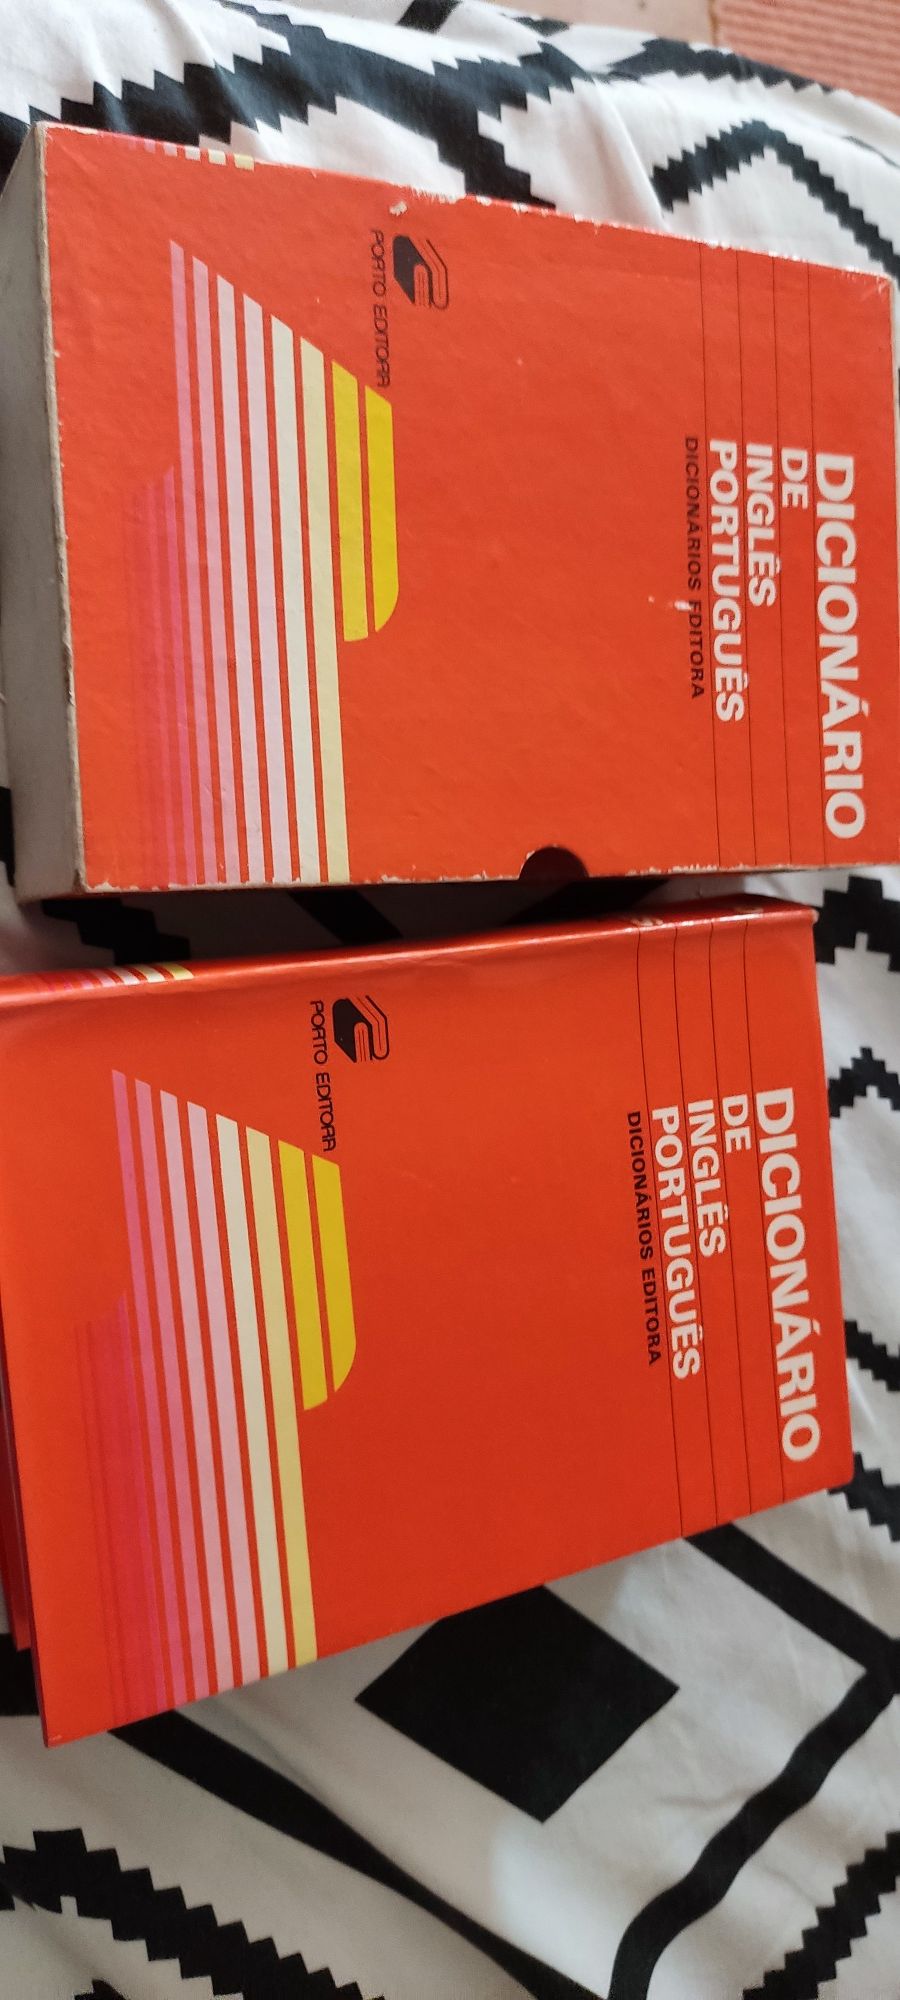 DICIONÁRIO
DE
INGLÊS
PORTUGUÊS
DICIONÁRIOS EDITORA
PORTO EDITORA
DICIONÁRIO
DE
INGLÊS
PORTUGUÊS
DICIONÁRIOS EDITORA
PORTO EDITORA